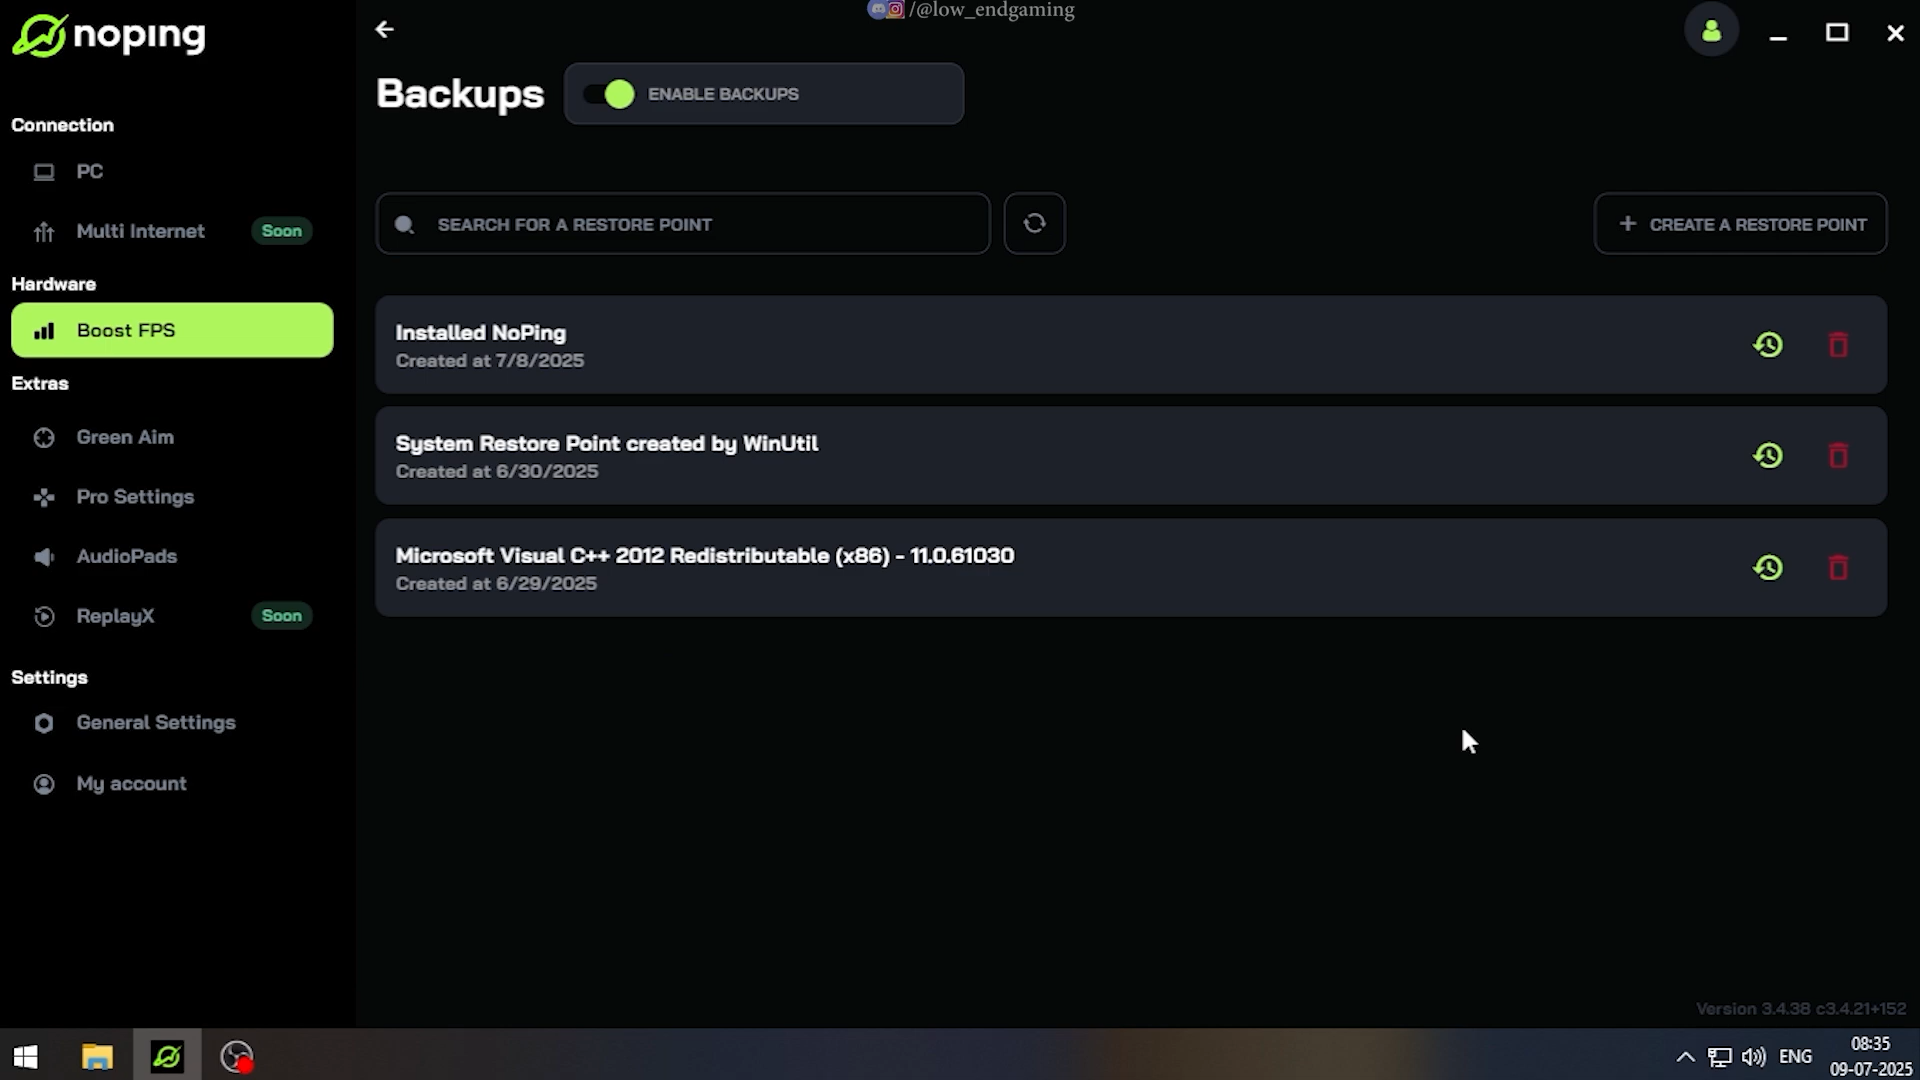 /@low_endgaming
noping
Connection
PC
Multi Internet
Soon
Hardware
Boost FPS
Extras
Green Aim
Pro Settings
AudioPads
ReplayX
Soon
Settings
General Settings
My account
Backups
ENABLE BACKUPS
SEARCH FOR A RESTORE POINT
+ CREATE A RESTORE POINT
Installed NoPing
Created at 7/8/2025
System Restore Point created by WinUtil
Created at 6/30/2025
Microsoft Visual C++ 2012 Redistributable (x86) - 11.0.61030
Created at 6/29/2025
Version 3.4.38 c3.4.21+152
ENG
08:35
09-07-2025